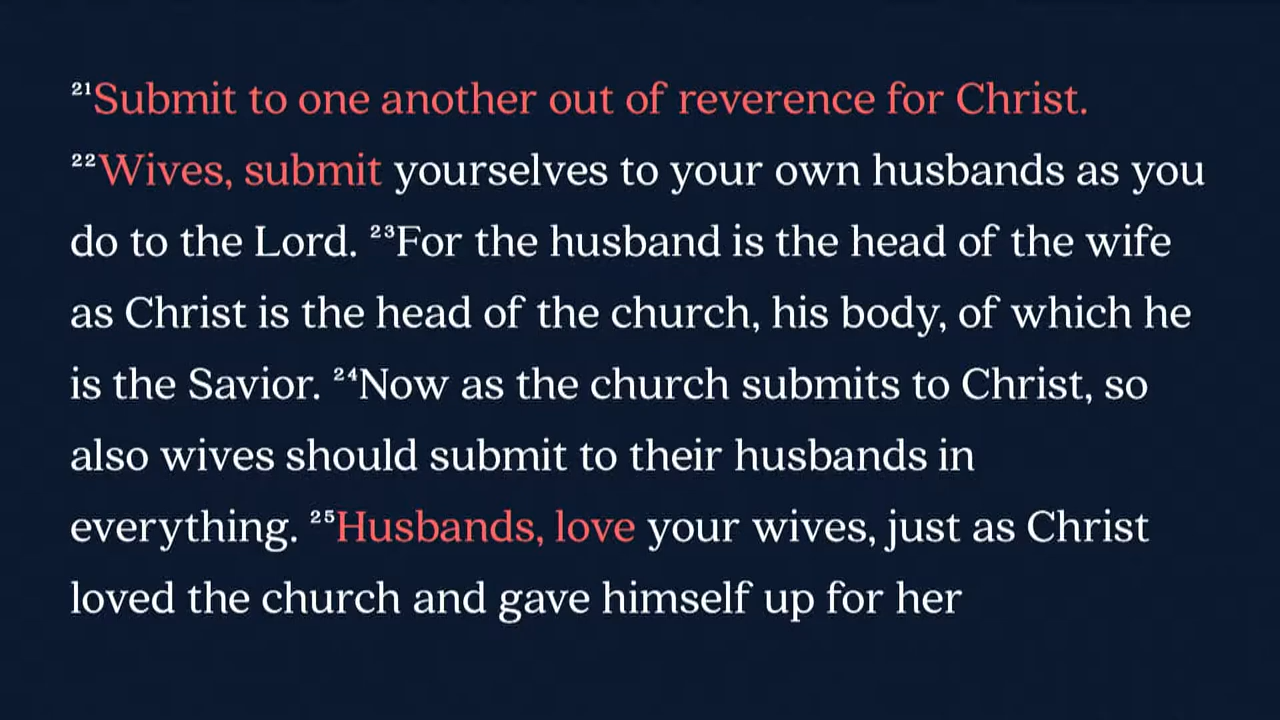 ²¹Submit to one another out of reverence for Christ.
²²Wives, submit yourselves to your own husbands as you
do to the Lord. ²³For the husband is the head of the wife
as Christ is the head of the church, his body, of which he
is the Savior. ²⁴Now as the church submits to Christ, so
also wives should submit to their husbands in
everything. ²⁵Husbands, love your wives, just as Christ
loved the church and gave himself up for her